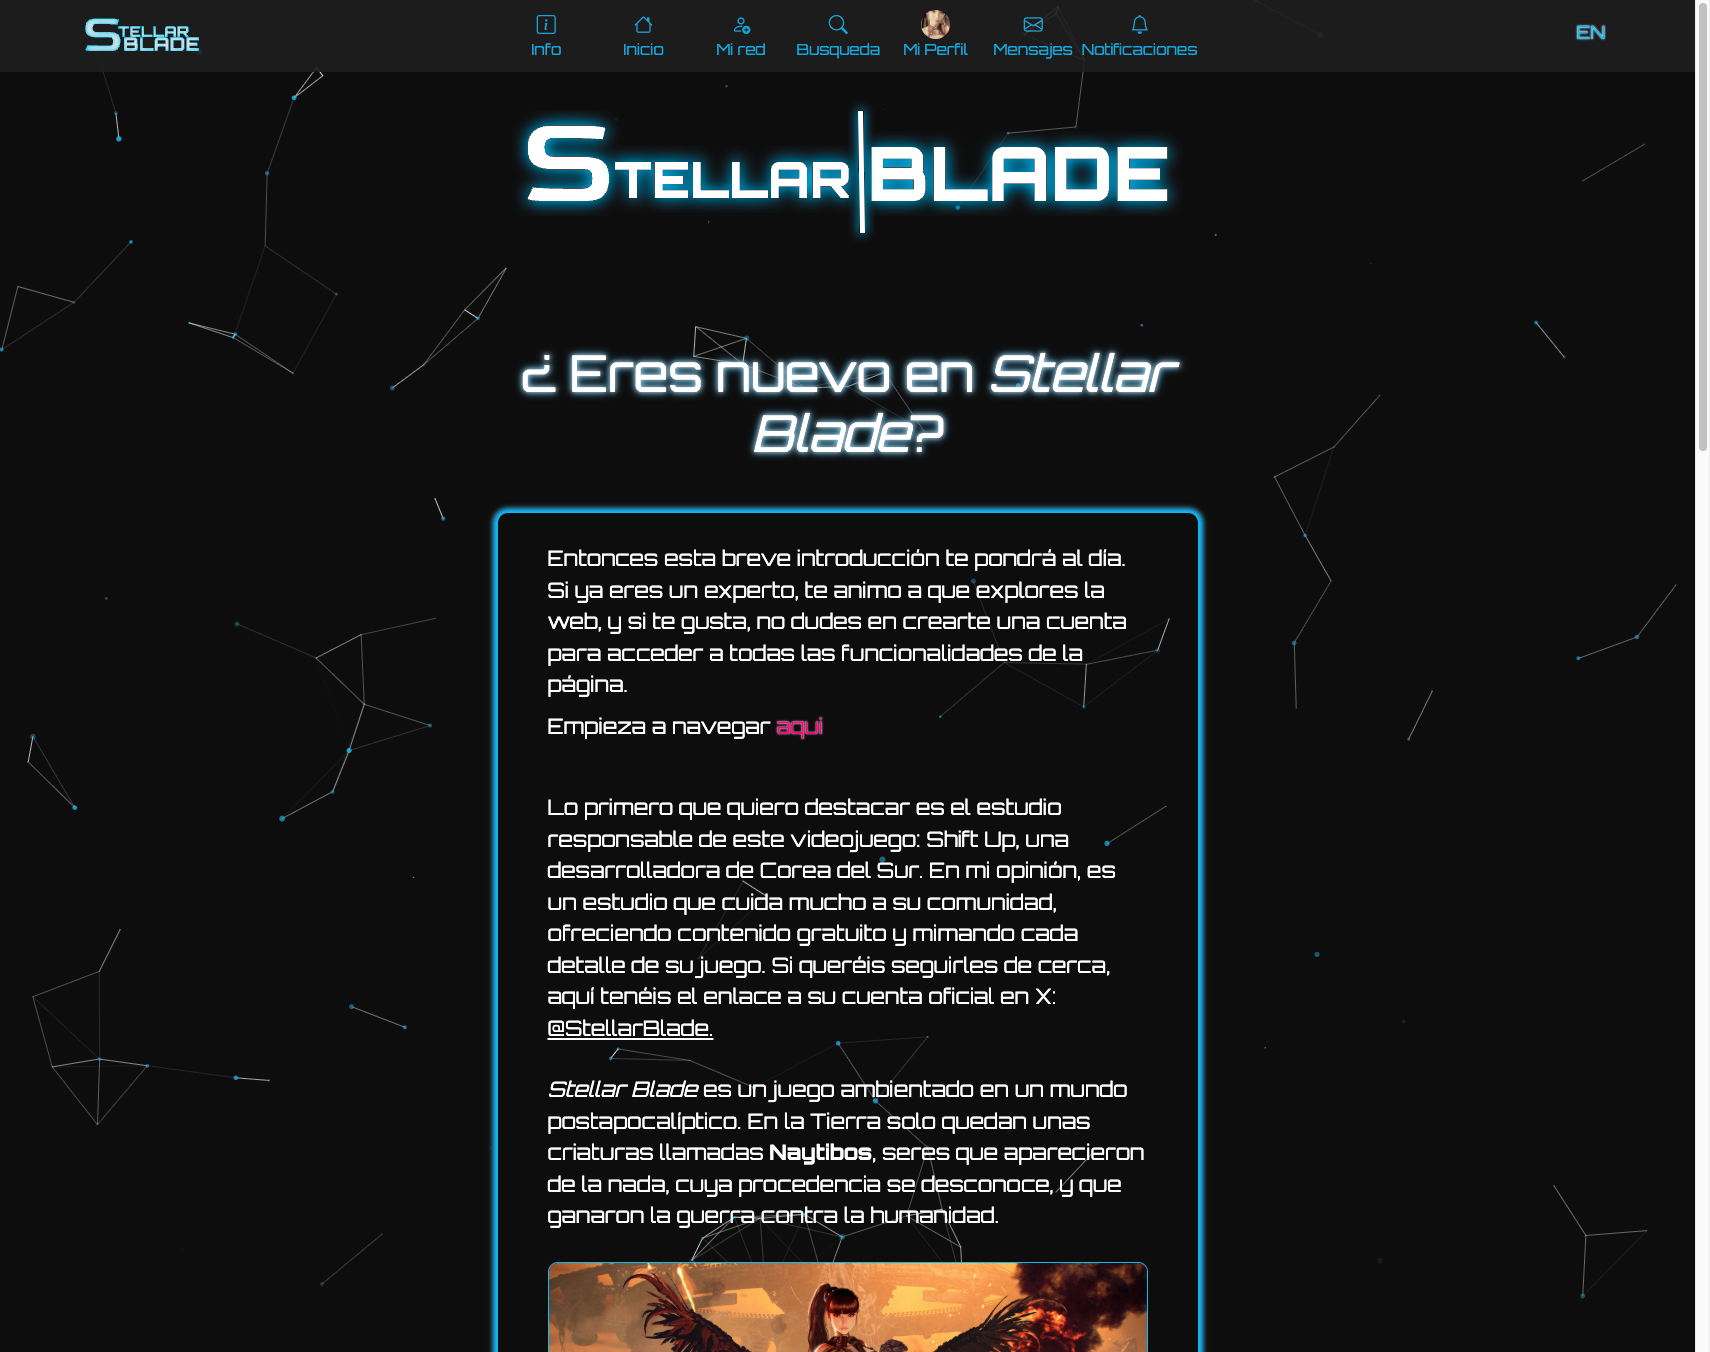 STELLAR
BLADE
Info
Inicio
Mi red
Busqueda
Mi Perfil
Mensajes
Notificaciones
EN
STELLAR BLADE
¿ Eres nuevo en Stellar
Blade?
Entonces esta breve introducción te pondrá al día.
Si ya eres un experto, te animo a que explores la
web, y si te gusta, no dudes en crearte una cuenta
para acceder a todas las funcionalidades de la
página.
Empieza a navegar aqui
Lo primero que quiero destacar es el estudio
responsable de este videojuego: Shift Up, una
desarrolladora de Corea del Sur. En mi opinión, es
un estudio que cuida mucho a su comunidad,
ofreciendo contenido gratuito y mimando cada
detalle de su juego. Si queréis seguirles de cerca,
aquí tenéis el enlace a su cuenta oficial en X:
@StellarBlade.
Stellar Blade es un juego ambientado en un mundo
postapocalíptico. En la Tierra solo quedan unas
criaturas llamadas Naytibos, seres que aparecieron
de la nada, cuya procedencia se desconoce, y que
ganaron la guerra contra la humanidad.